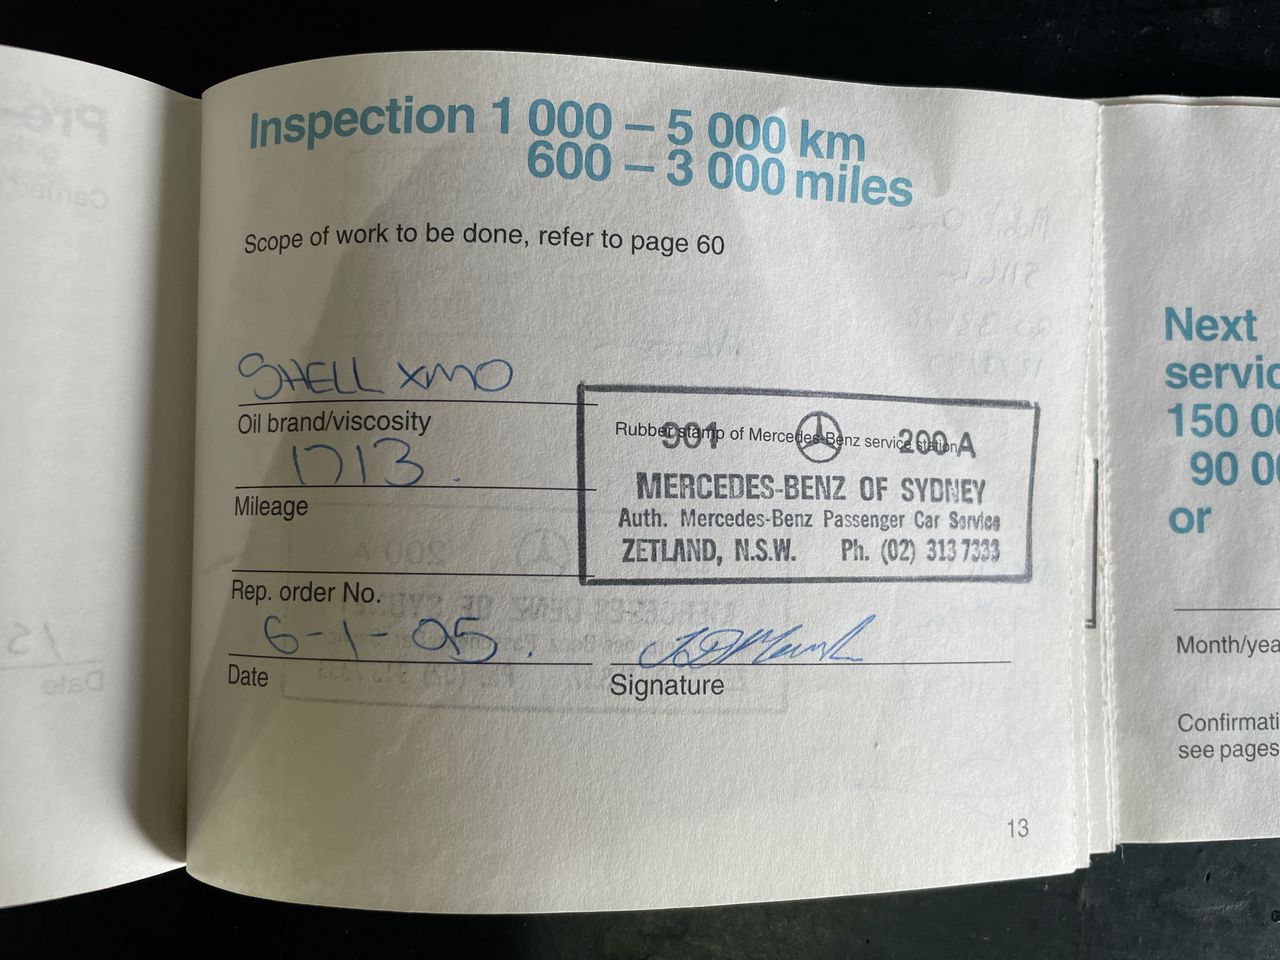 Inspection 1 000 – 5 000 km
600 – 3 000 miles
Scope of work to be done, refer to page 60
SHELL XMO
Oil brand/viscosity
1713.
Mileage
Rep. order No.
6-1-05.
Date
Rubber stamp of Mercedes-Benz service station
901 200 A
MERCEDES-BENZ OF SYDNEY
Auth. Mercedes-Benz Passenger Car Service
ZETLAND, N.S.W. Ph. (02) 313 7333
Signature
13
Next
servic
150 00
90 00
or
Month/yea
Confirmati
see pages